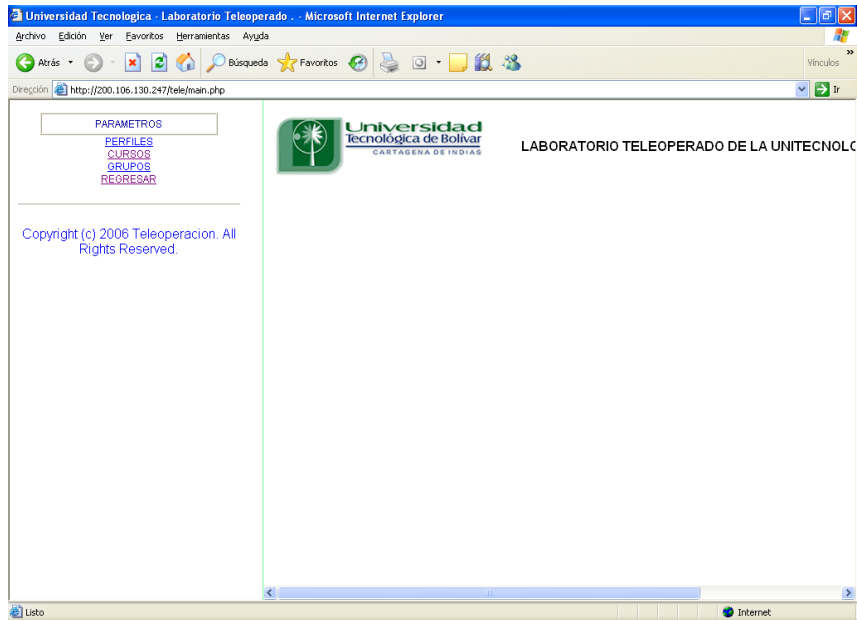 Universidad Tecnologica - Laboratorio Teleoperado . - Microsoft Internet Explorer
Archivo Edición Ver Favoritos Herramientas Ayuda
Atrás Búsqueda Favoritos Vínculos »
Dirección http://200.106.130.247/tele/main.php Ir
PARAMETROS
PERFILES
CURSOS
GRUPOS
REGRESAR
Copyright (c) 2006 Teleoperacion. All
Rights Reserved.
Universidad
Tecnológica de Bolívar
CARTAGENA DE INDIAS
LABORATORIO TELEOPERADO DE LA UNITECNOLO
Listo Internet